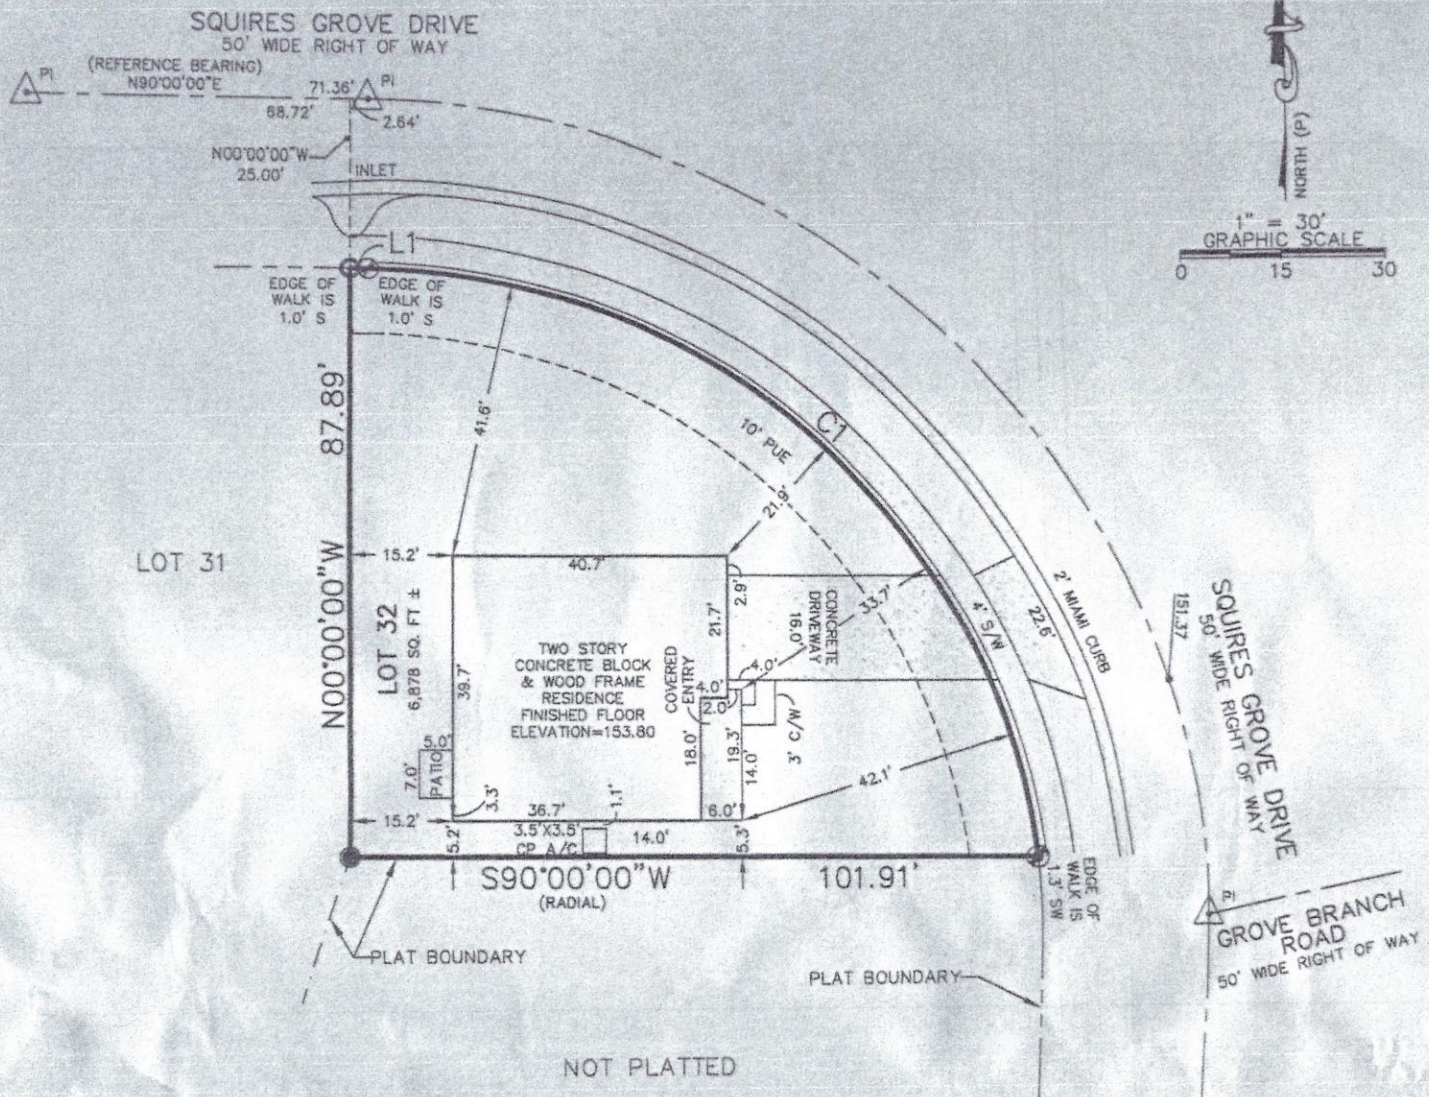 SQUIRES GROVE DRIVE
50' WIDE RIGHT OF WAY
(REFERENCE BEARING)
N90°00'00"E
PI
71.36'
PI
68.72'
2.64'
N00°00'00"W
25.00'
INLET
NORTH (P)
1" = 30'
GRAPHIC SCALE
0 15 30
L1
EDGE OF
WALK IS
1.0' S
EDGE OF
WALK IS
1.0' S
87.89'
N00°00'00"W
41.6'
C1
10' PUE
21.9'
LOT 31
15.2'
40.7'
LOT 32
6,878 SQ. FT ±
39.7'
TWO STORY
CONCRETE BLOCK
& WOOD FRAME
RESIDENCE
FINISHED FLOOR
ELEVATION=153.80
COVERED
ENTRY
21.7'
2.9'
CONCRETE
DRIVEWAY
16.0'
33.7'
4' S/W
22.6'
2' MIAMI CURB
151.37
SQUIRES GROVE DRIVE
50' WIDE RIGHT OF WAY
4.0'
4.0'
2.0'
18.0'
19.3'
14.0'
3' C/W
42.1'
5.0'
7.0'
PATIO
3.3'
15.2'
36.7'
1.1'
6.0'
3.5'X3.5'
CP A/C
14.0'
5.2'
5.3'
S90°00'00"W
(RADIAL)
101.91'
EDGE OF
WALK IS
1.3' SW
PI
GROVE BRANCH
ROAD
50' WIDE RIGHT OF WAY
PLAT BOUNDARY
PLAT BOUNDARY
NOT PLATTED